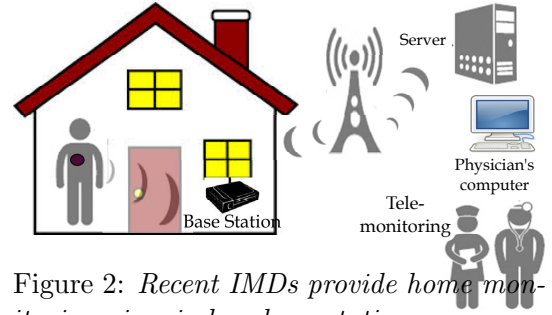 Server
Physician's
computer
Tele-
monitoring
Base Station
Figure 2: Recent IMDs provide home mon-